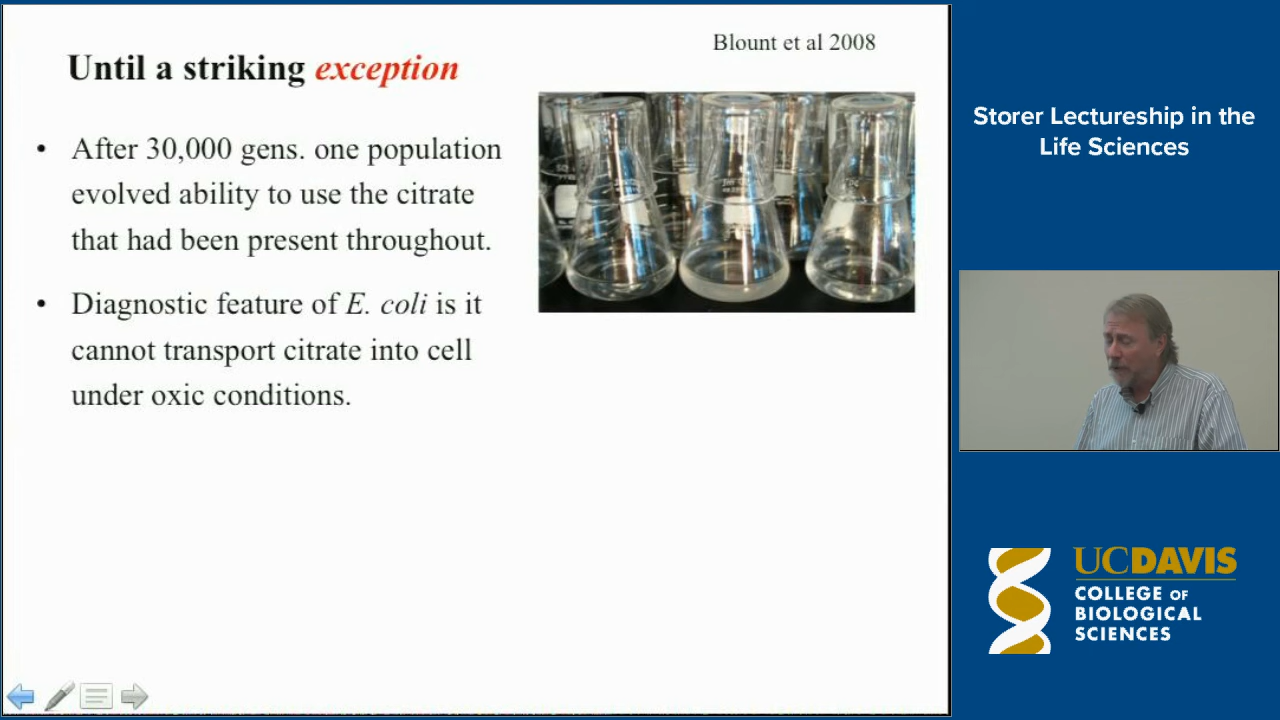 Blount et al 2008
Until a striking exception
• After 30,000 gens. one population
evolved ability to use the citrate
that had been present throughout.
• Diagnostic feature of E. coli is it
cannot transport citrate into cell
under oxic conditions.
Storer Lectureship in the
Life Sciences
UCDAVIS
COLLEGE OF
BIOLOGICAL
SCIENCES